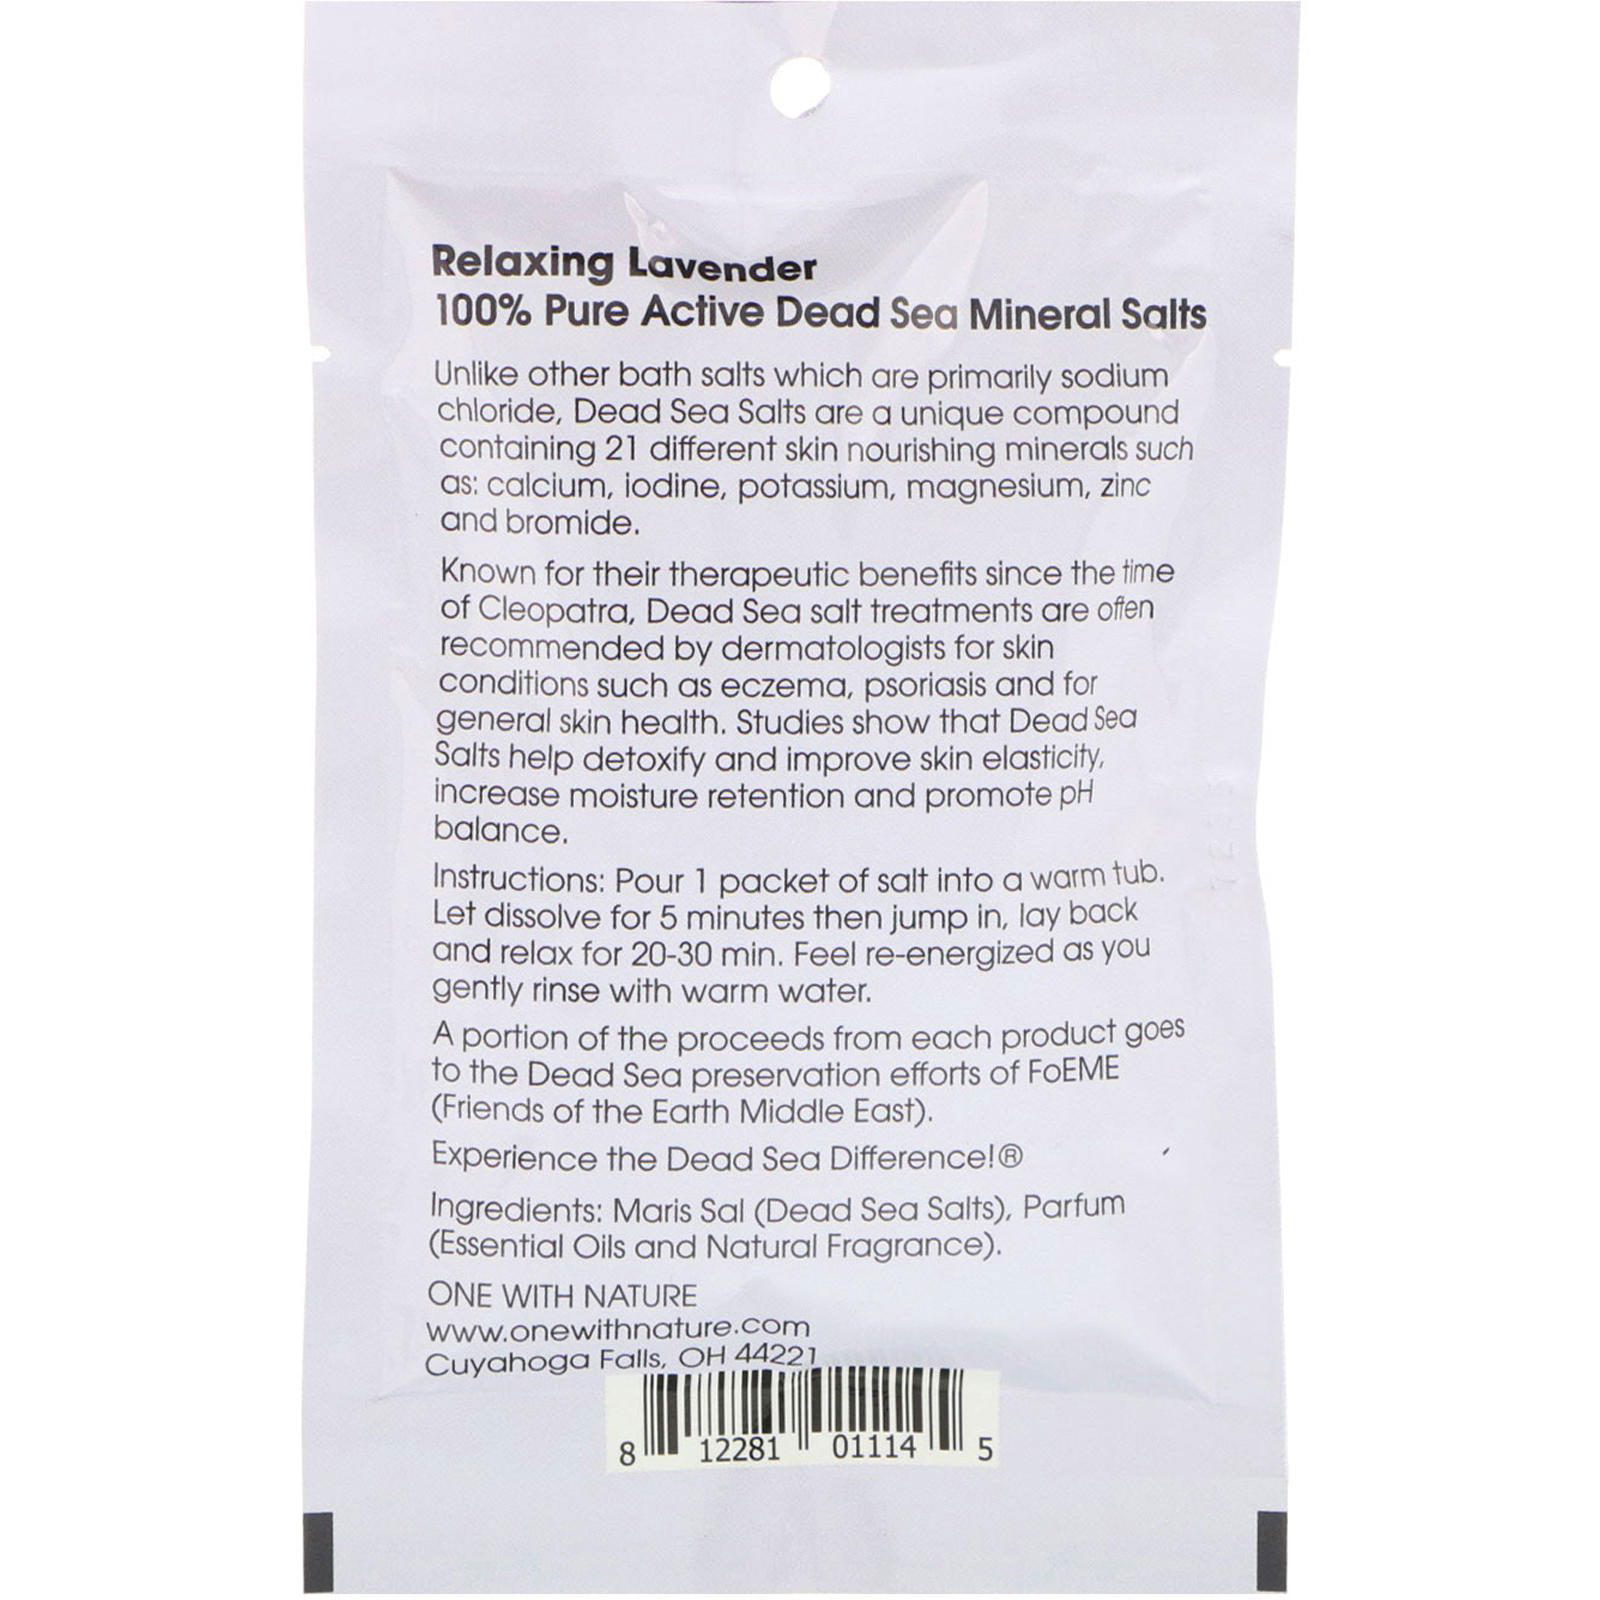 Relaxing Lavender
100% Pure Active Dead Sea Mineral Salts
Unlike other bath salts which are primarily sodium
chloride, Dead Sea Salts are a unique compound
containing 21 different skin nourishing minerals such
as: calcium, iodine, potassium, magnesium, zinc
and bromide.
Known for their therapeutic benefits since the time
of Cleopatra, Dead Sea salt treatments are often
recommended by dermatologists for skin
conditions such as eczema, psoriasis and for
general skin health. Studies show that Dead Sea
Salts help detoxify and improve skin elasticity,
increase moisture retention and promote pH
balance.
Instructions: Pour 1 packet of salt into a warm tub.
Let dissolve for 5 minutes then jump in, lay back
and relax for 20-30 min. Feel re-energized as you
gently rinse with warm water.
A portion of the proceeds from each product goes
to the Dead Sea preservation efforts of FoEME
(Friends of the Earth Middle East).
Experience the Dead Sea Difference!®
Ingredients: Maris Sal (Dead Sea Salts), Parfum
(Essential Oils and Natural Fragrance).
ONE WITH NATURE
www.onewithnature.com
Cuyahoga Falls, OH 44221
8 12281 01114 5